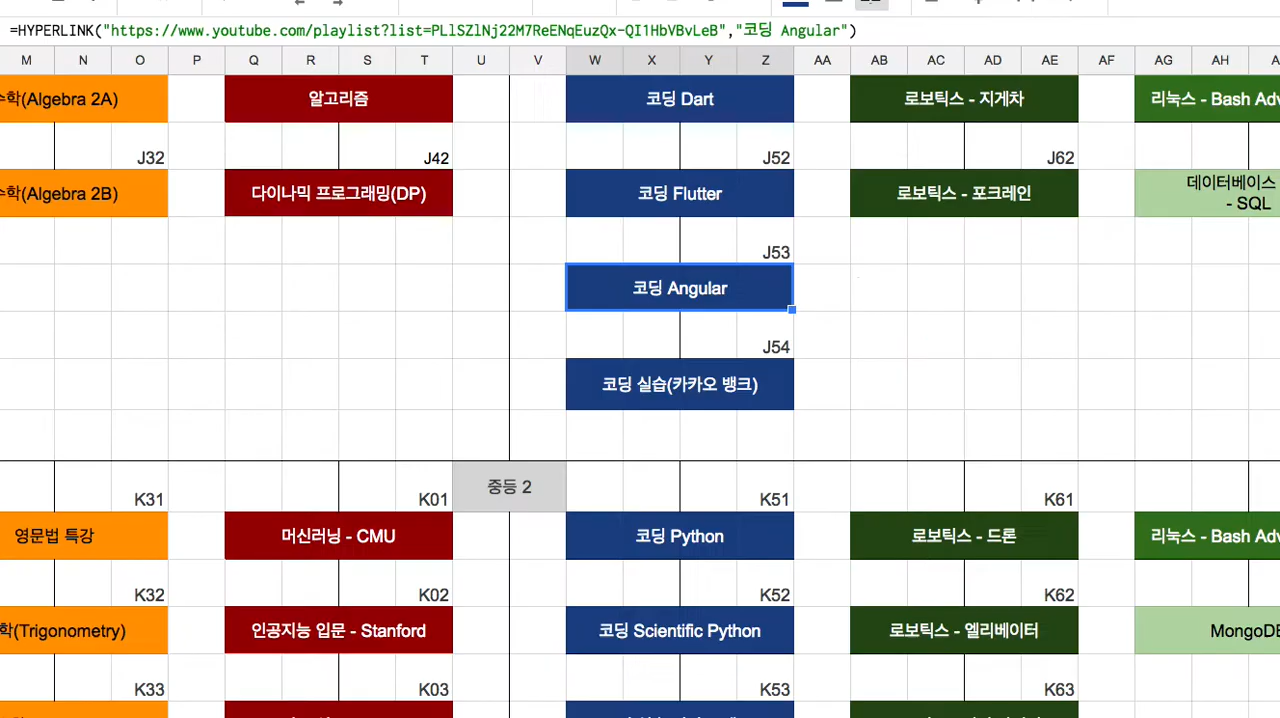 =HYPERLINK("https://www.youtube.com/playlist?list=PLlSZlNj22M7ReENqEuzQx-QI1HbVBvLeB","코딩 Angular")
M N O P Q R S T U V W X Y Z AA AB AC AD AE AF AG AH
수학(Algebra 2A) 알고리즘 코딩 Dart 로보틱스 - 지게차 리눅스 - Bash Adv
J32 J42 J52 J62
수학(Algebra 2B) 다이나믹 프로그래밍(DP) 코딩 Flutter 로보틱스 - 포크레인 데이터베이스
- SQL
J53
코딩 Angular
J54
코딩 실습(카카오 뱅크)
중등 2
K31 K01 K51 K61
영문법 특강 머신러닝 - CMU 코딩 Python 로보틱스 - 드론 리눅스 - Bash Adv
K32 K02 K52 K62
학(Trigonometry) 인공지능 입문 - Stanford 코딩 Scientific Python 로보틱스 - 엘리베이터 MongoDB
K33 K03 K53 K63